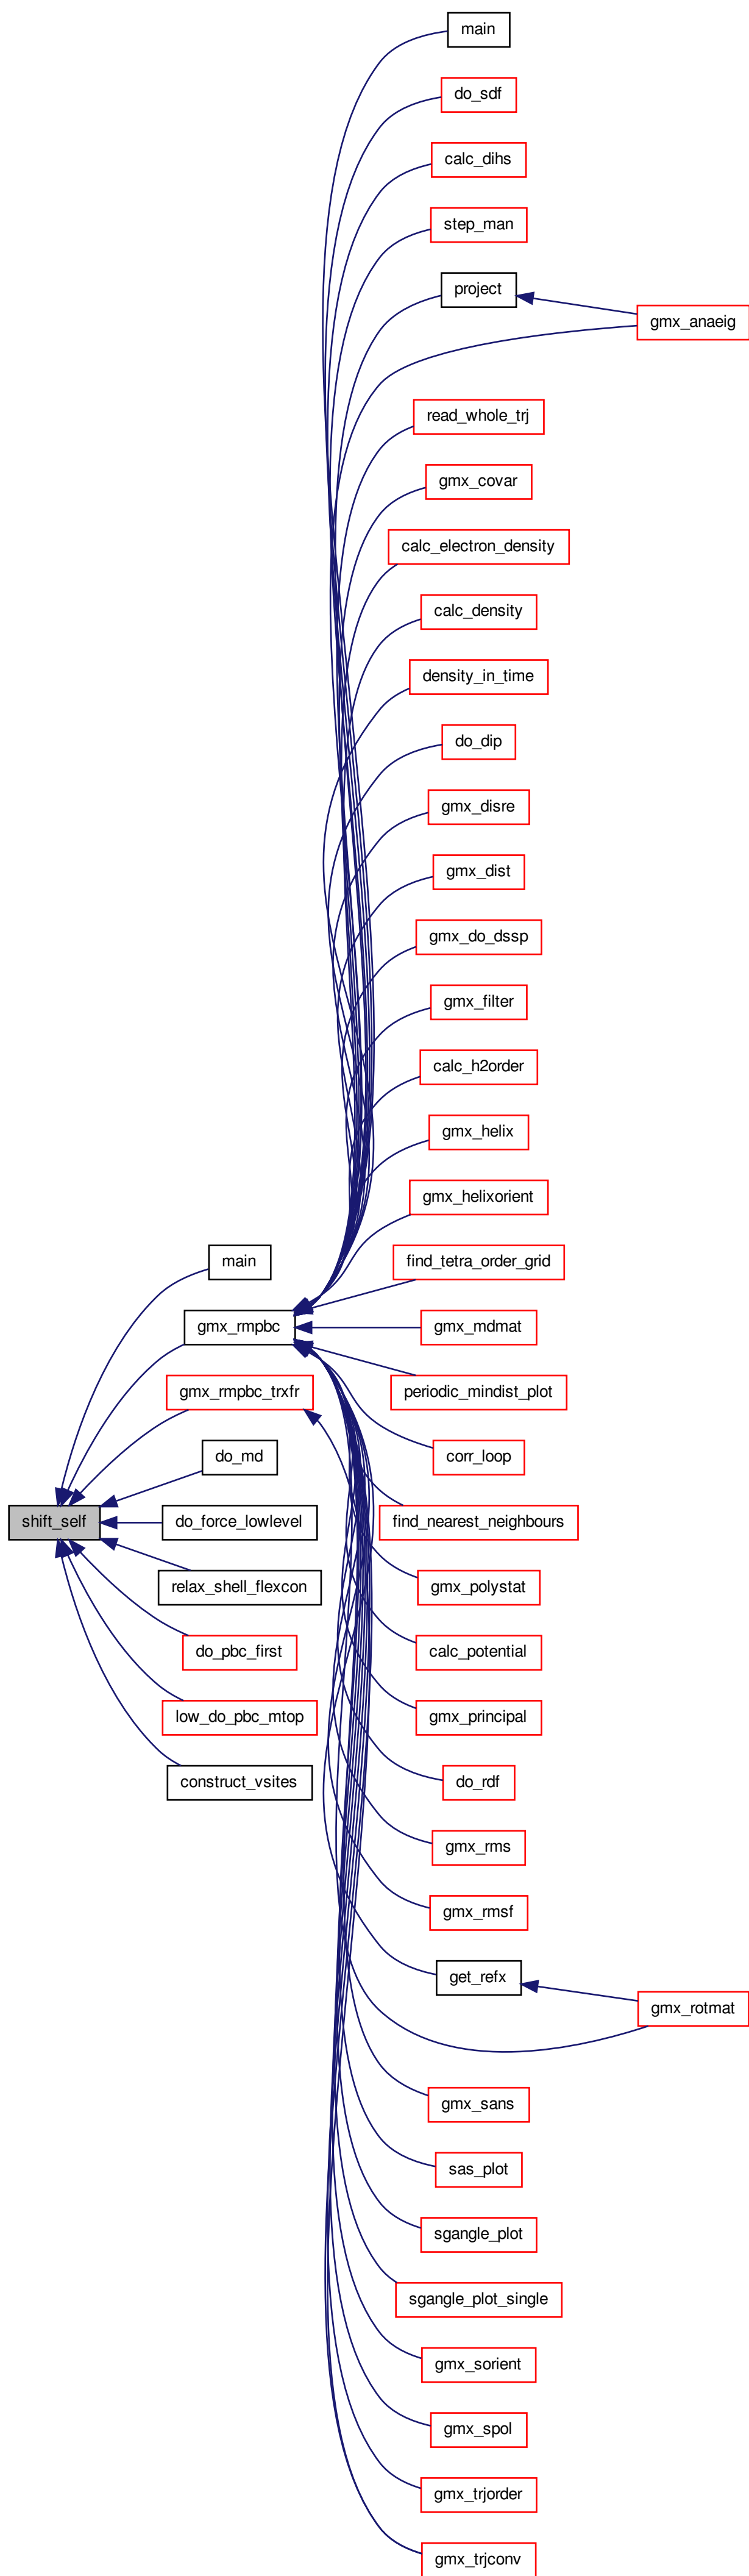 main
do_sdf
calc_dihs
step_man
project
gmx_anaeig
read_whole_trj
gmx_covar
calc_electron_density
calc_density
density_in_time
do_dip
gmx_disre
gmx_dist
gmx_do_dssp
gmx_filter
calc_h2order
gmx_helix
gmx_helixorient
main
find_tetra_order_grid
gmx_rmpbc
gmx_mdmat
gmx_rmpbc_trxfr
periodic_mindist_plot
do_md
corr_loop
shift_self
do_force_lowlevel
find_nearest_neighbours
relax_shell_flexcon
gmx_polystat
do_pbc_first
calc_potential
low_do_pbc_mtop
gmx_principal
construct_vsites
do_rdf
gmx_rms
gmx_rmsf
get_refx
gmx_rotmat
gmx_sans
sas_plot
sgangle_plot
sgangle_plot_single
gmx_sorient
gmx_spol
gmx_trjorder
gmx_trjconv